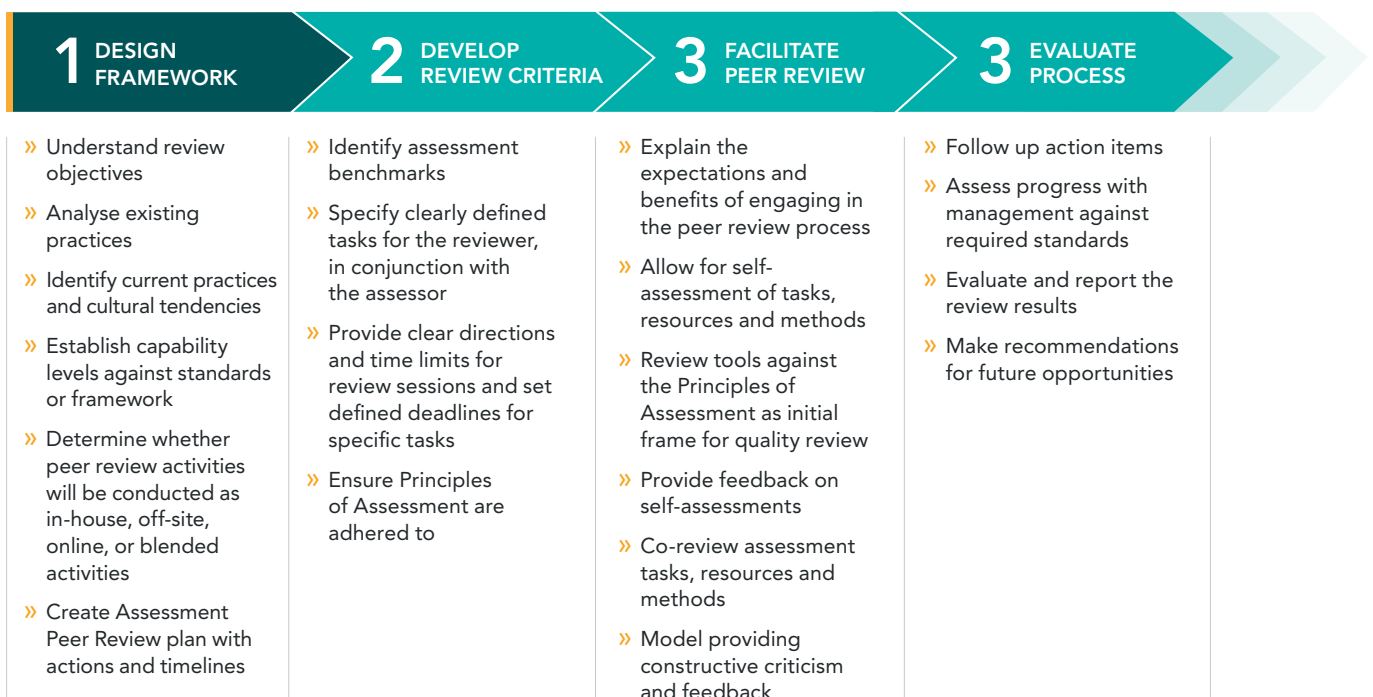 1 DESIGN
FRAMEWORK
2 DEVELOP
REVIEW CRITERIA
3 FACILITATE
PEER REVIEW
3 EVALUATE
PROCESS
» Understand review
objectives
» Analyse existing
practices
» Identify current practices
and cultural tendencies
» Establish capability
levels against standards
or framework
» Determine whether
peer review activities
will be conducted as
in-house, off-site,
online, or blended
activities
» Create Assessment
Peer Review plan with
actions and timelines
» Identify assessment
benchmarks
» Specify clearly defined
tasks for the reviewer,
in conjunction with
the assessor
» Provide clear directions
and time limits for
review sessions and set
defined deadlines for
specific tasks
» Ensure Principles
of Assessment are
adhered to
» Explain the
expectations and
benefits of engaging in
the peer review process
» Allow for self-
assessment of tasks,
resources and methods
» Review tools against
the Principles of
Assessment as initial
frame for quality review
» Provide feedback on
self-assessments
» Co-review assessment
tasks, resources and
methods
» Model providing
constructive criticism
and feedback
» Follow up action items
» Assess progress with
management against
required standards
» Evaluate and report the
review results
» Make recommendations
for future opportunities